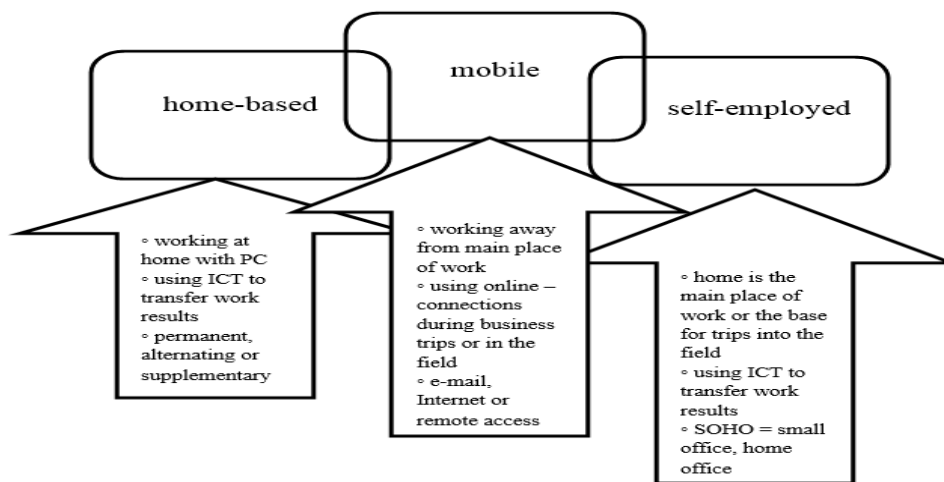 home-based
mobile
self-employed
◦ working at
home with PC
◦ using ICT to
transfer work
results
◦ permanent,
alternating or
supplementary
◦ working away
from main place
of work
◦ using online –
connections
during business
trips or in the
field
◦ e-mail,
Internet or
remote access
◦ home is the
main place of
work or the base
for trips into the
field
◦ using ICT to
transfer work
results
◦ SOHO = small
office, home
office